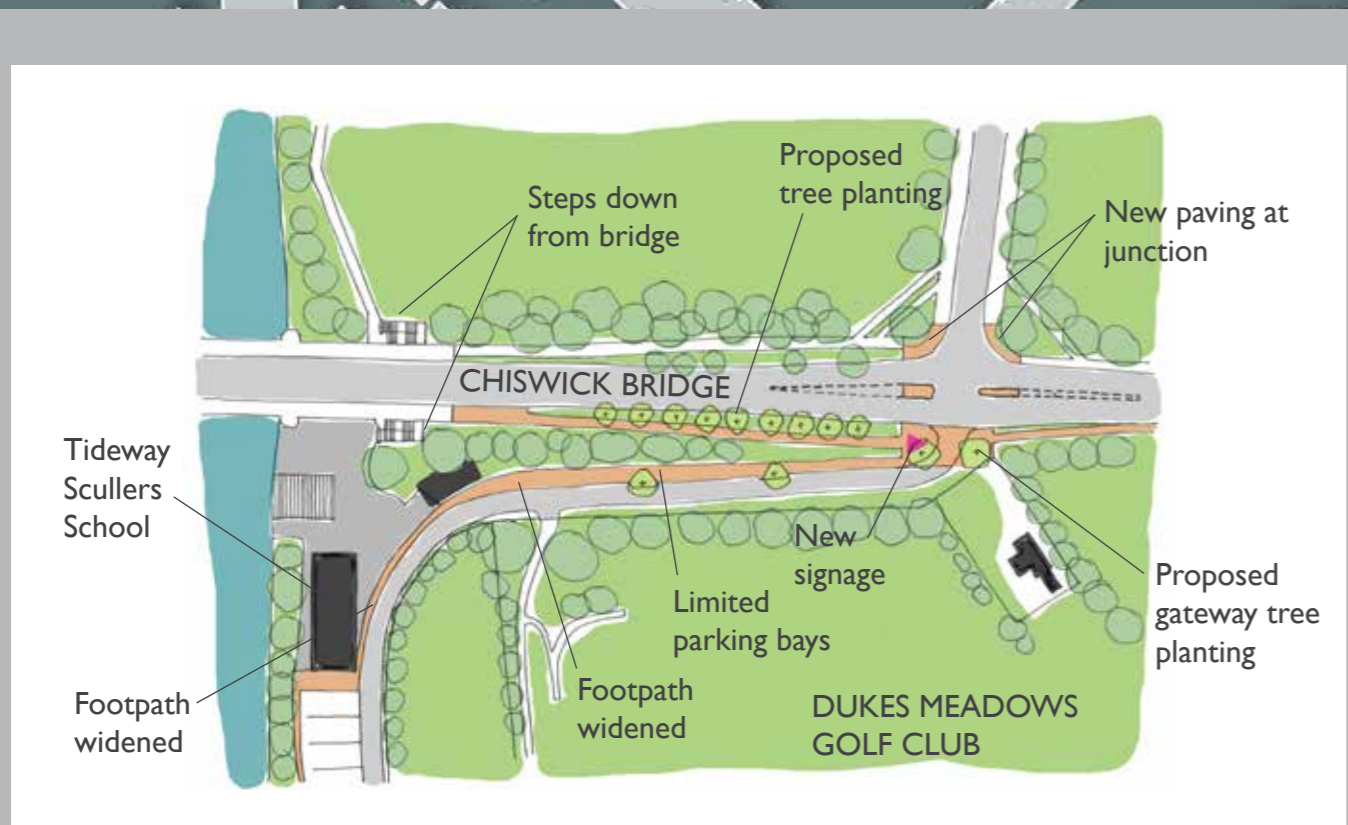 Proposed
tree planting
Steps down
from bridge
New paving at
junction
CHISWICK BRIDGE
Tideway
Scullers
School
New
signage
Limited
parking bays
Proposed
gateway tree
planting
Footpath
widened
Footpath
widened
DUKES MEADOWS
GOLF CLUB